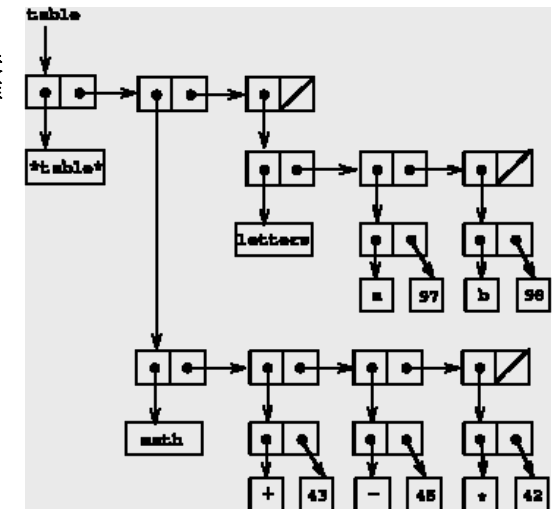 table
*table*
letters
a 97 b 98
math
+ 43 - 45 * 42